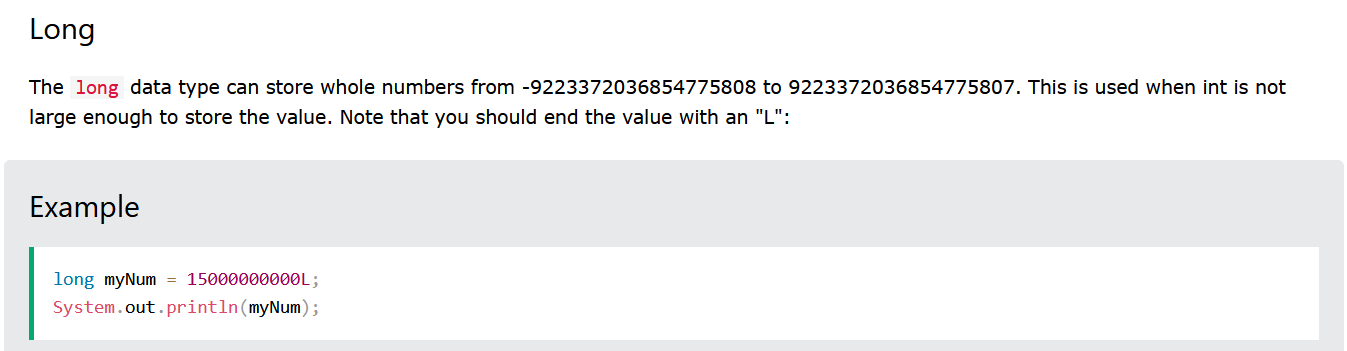 Long
The long data type can store whole numbers from -9223372036854775808 to 9223372036854775807. This is used when int is not
large enough to store the value. Note that you should end the value with an "L":
Example
long myNum = 15000000000L;
System.out.println(myNum);